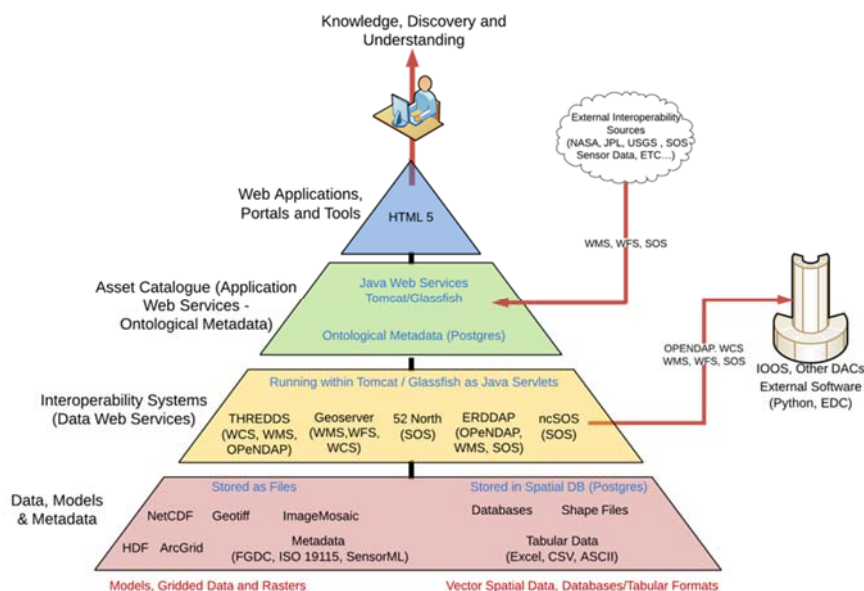 Knowledge, Discovery and
Understanding
External Interoperability
Sources
(NASA, JPL, USGS , SOS
Sensor Data, ETC...)
Web Applications,
Portals and Tools
HTML 5
WMS, WFS, SOS
Asset Catalogue (Application
Web Services -
Ontological Metadata)
Java Web Services
Tomcat/Glassfish
Ontological Metadata (Postgres)
OPENDAP, WCS
WMS, WFS, SOS
IOOS, Other DACs
External Software
(Python, EDC)
Interoperability Systems
(Data Web Services)
Running within Tomcat / Glassfish as Java Servlets
THREDDS
(WCS, WMS,
OPeNDAP)
Geoserver
(WMS,WFS,
WCS)
52 North
(SOS)
ERDDAP
(OPeNDAP,
WMS, SOS)
ncSOS
(SOS)
Data, Models
& Metadata
Stored as Files
NetCDF
Geotiff
ImageMosaic
HDF
ArcGrid
Metadata
(FGDC, ISO 19115, SensorML)
Stored in Spatial DB (Postgres)
Databases
Shape Files
Tabular Data
(Excel, CSV, ASCII)
Models, Gridded Data and Rasters
Vector Spatial Data, Databases/Tabular Formats